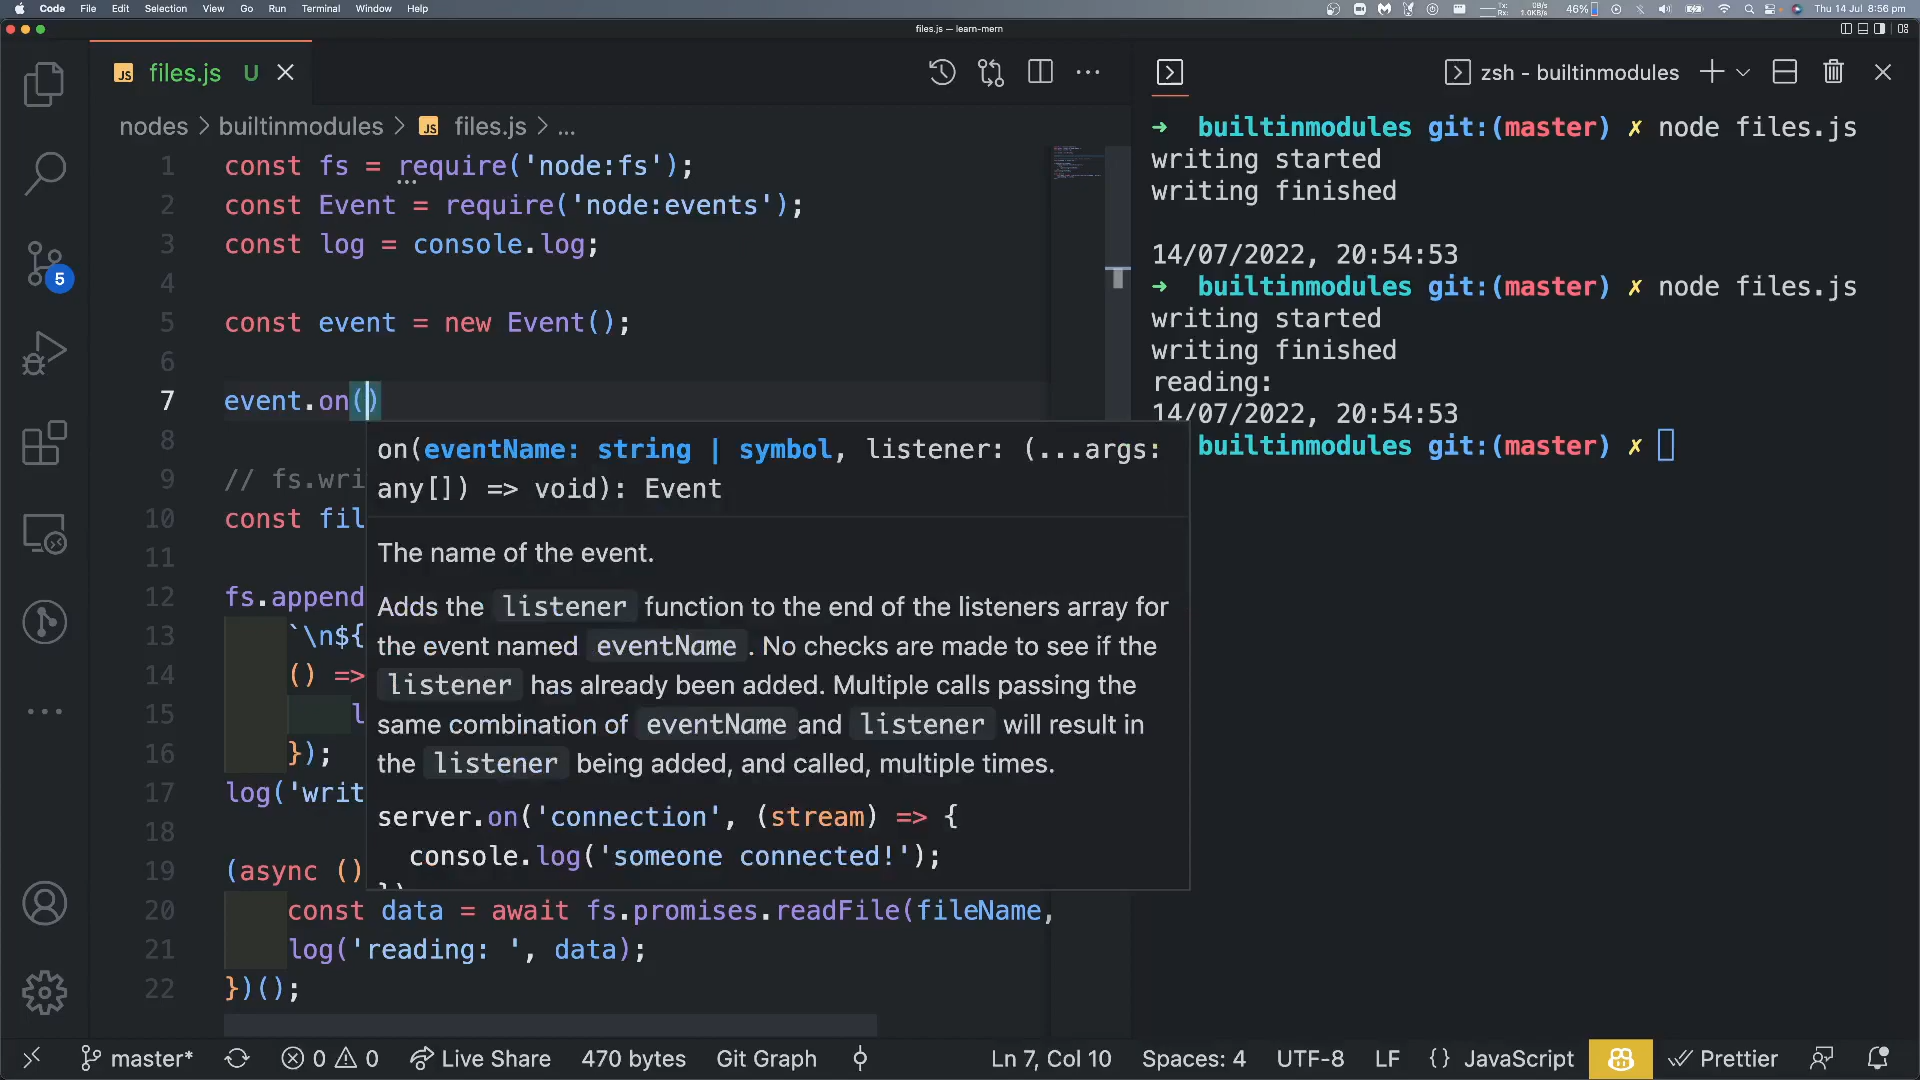 Code File Edit Selection View Go Run Terminal Window Help
46% Thu 14 Jul 8:56 pm
files.js — learn-mern
JS files.js U
zsh - builtinmodules
nodes > builtinmodules > JS files.js > ...
1 const fs = require('node:fs');
2 const Event = require('node:events');
3 const log = console.log;
4
5 const event = new Event();
6
7 event.on()
8
9 // fs.wri
10 const fil
11
12 fs.append
13 `\n${
14 () =>
15 l
16 });
17 log('writ
18
19 (async ()
20 const data = await fs.promises.readFile(fileName,
21 log('reading: ', data);
22 })();
on(eventName: string | symbol, listener: (...args:
any[]) => void): Event
The name of the event.
Adds the listener function to the end of the listeners array for
the event named eventName . No checks are made to see if the
listener has already been added. Multiple calls passing the
same combination of eventName and listener will result in
the listener being added, and called, multiple times.
server.on('connection', (stream) => {
console.log('someone connected!');
➜ builtinmodules git:(master) ✗ node files.js
writing started
writing finished
14/07/2022, 20:54:53
➜ builtinmodules git:(master) ✗ node files.js
writing started
writing finished
reading:
14/07/2022, 20:54:53
builtinmodules git:(master) ✗
5
master* 0 0 Live Share 470 bytes Git Graph Ln 7, Col 10 Spaces: 4 UTF-8 LF {} JavaScript Prettier